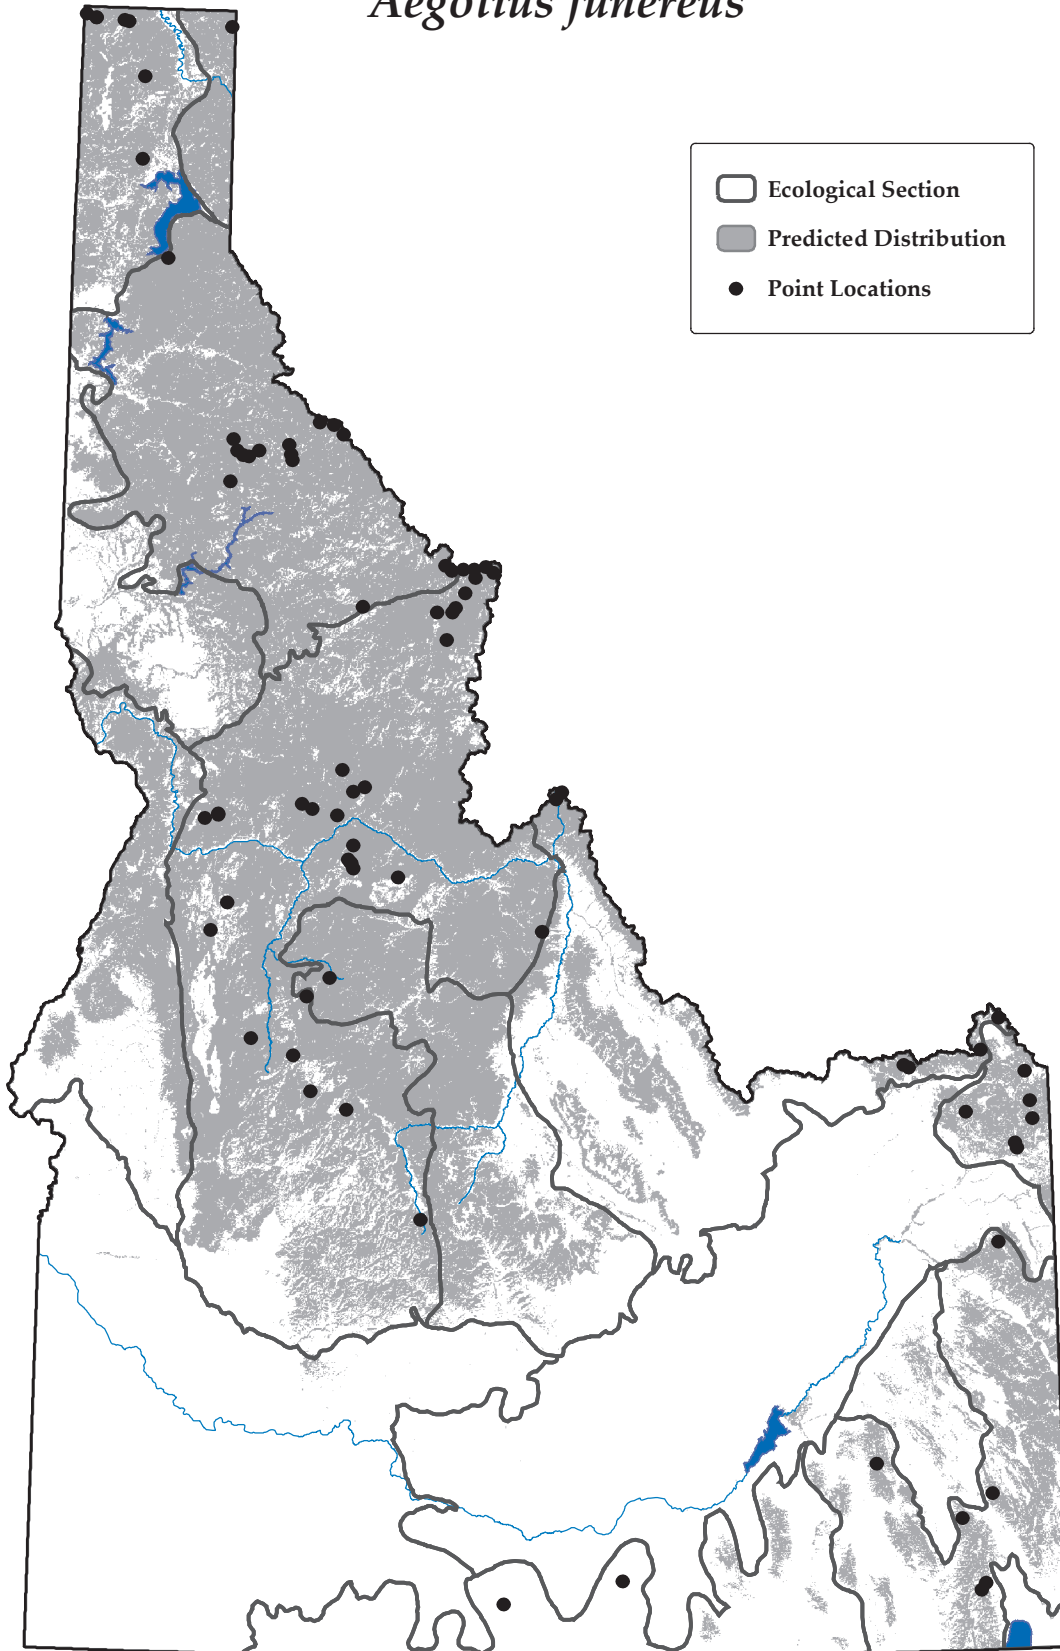 Aegolius funereus
Ecological Section
Predicted Distribution
Point Locations